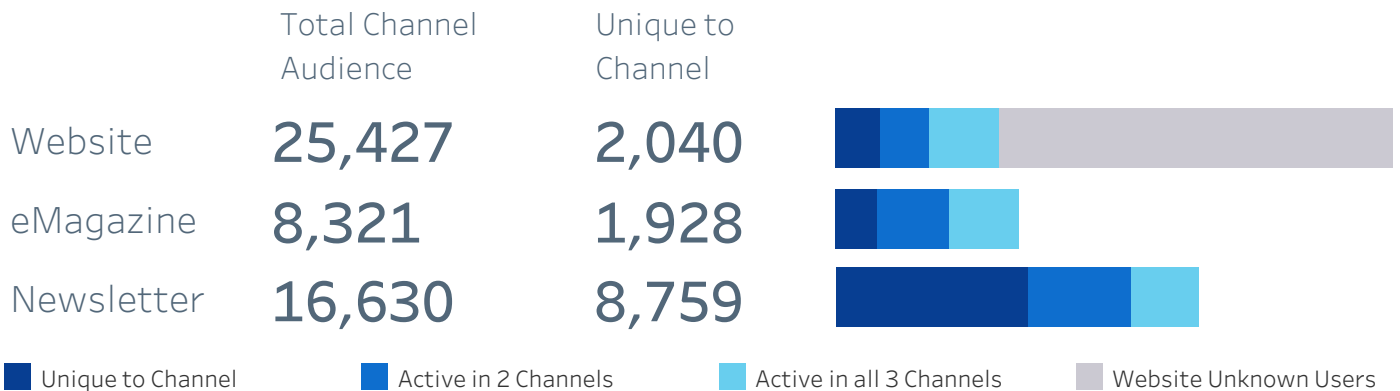 Total Channel
Audience
Unique to
Channel
Website 25,427 2,040
eMagazine 8,321 1,928
Newsletter 16,630 8,759
Unique to Channel Active in 2 Channels Active in all 3 Channels Website Unknown Users